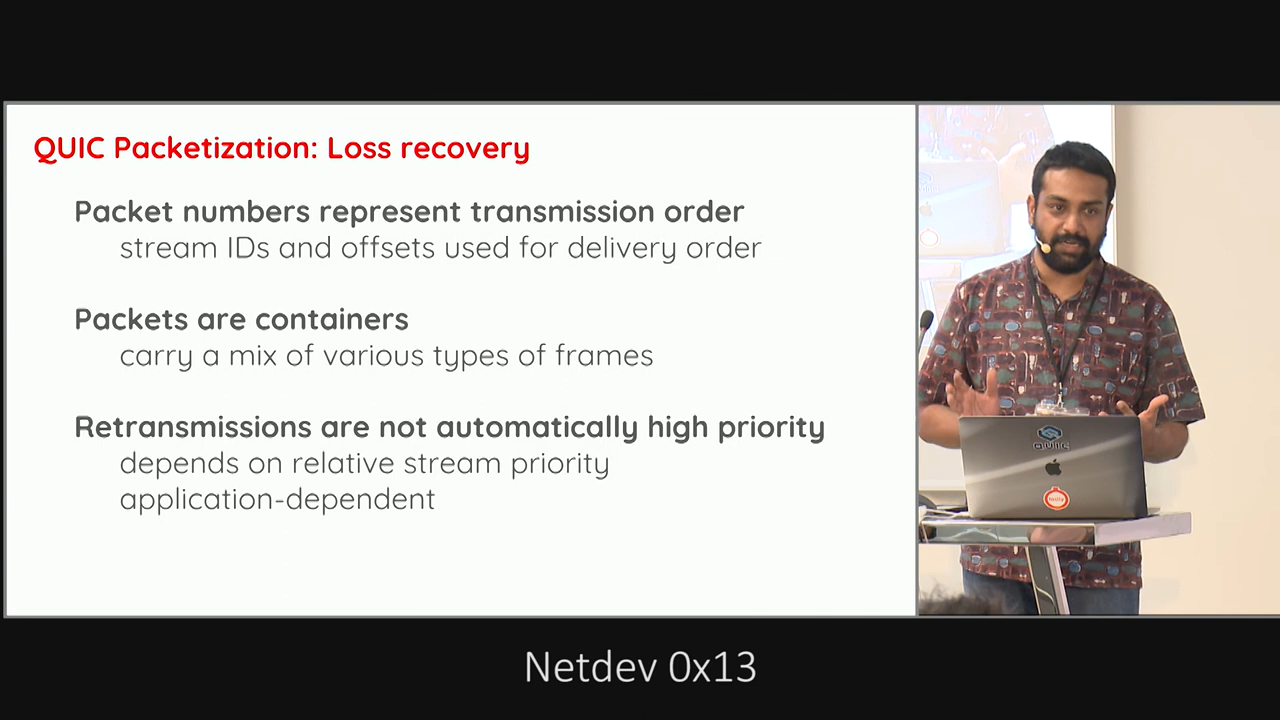 QUIC Packetization: Loss recovery
Packet numbers represent transmission order
stream IDs and offsets used for delivery order
Packets are containers
carry a mix of various types of frames
Retransmissions are not automatically high priority
depends on relative stream priority
application-dependent
QUIC
fastly
Netdev 0x13